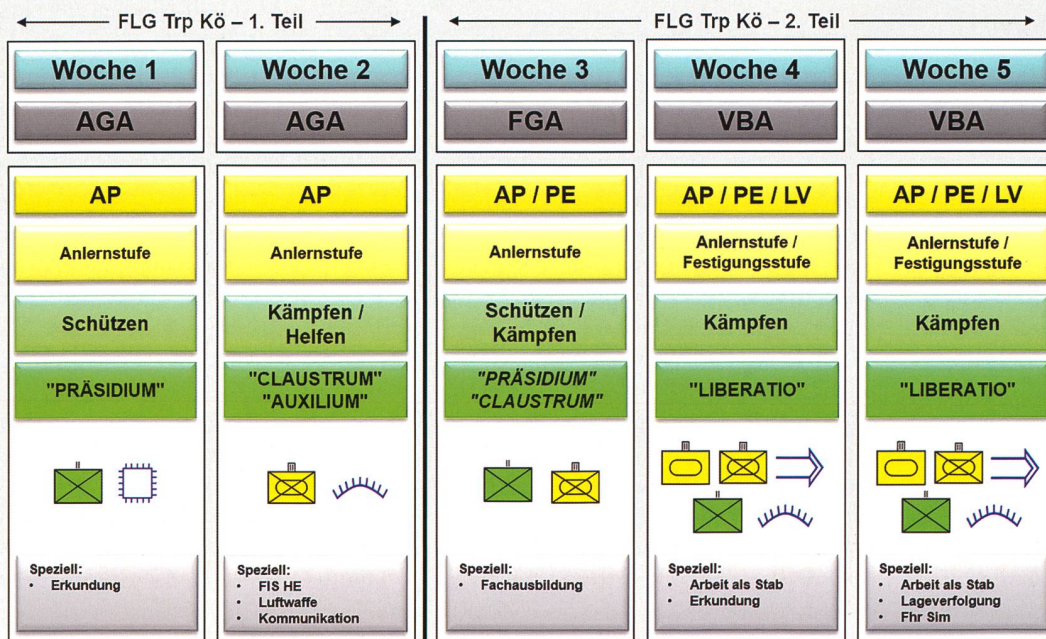 FLG Trp Kö – 1. Teil
FLG Trp Kö – 2. Teil
Woche 1
AGA
AP
Anlernstufe
Schützen
"PRÄSIDIUM"
Speziell:
• Erkundung
Woche 2
AGA
AP
Anlernstufe
Kämpfen /
Helfen
"CLAUSTRUM"
"AUXILIUM"
Speziell:
• FIS HE
• Luftwaffe
• Kommunikation
Woche 3
FGA
AP / PE
Anlernstufe
Schützen /
Kämpfen
"PRÄSIDIUM"
"CLAUSTRUM"
Speziell:
• Fachausbildung
Woche 4
VBA
AP / PE / LV
Anlernstufe /
Festigungsstufe
Kämpfen
"LIBERATIO"
Speziell:
• Arbeit als Stab
• Erkundung
Woche 5
VBA
AP / PE / LV
Anlernstufe /
Festigungsstufe
Kämpfen
"LIBERATIO"
Speziell:
• Arbeit als Stab
• Lageverfolgung
• Fhr Sim